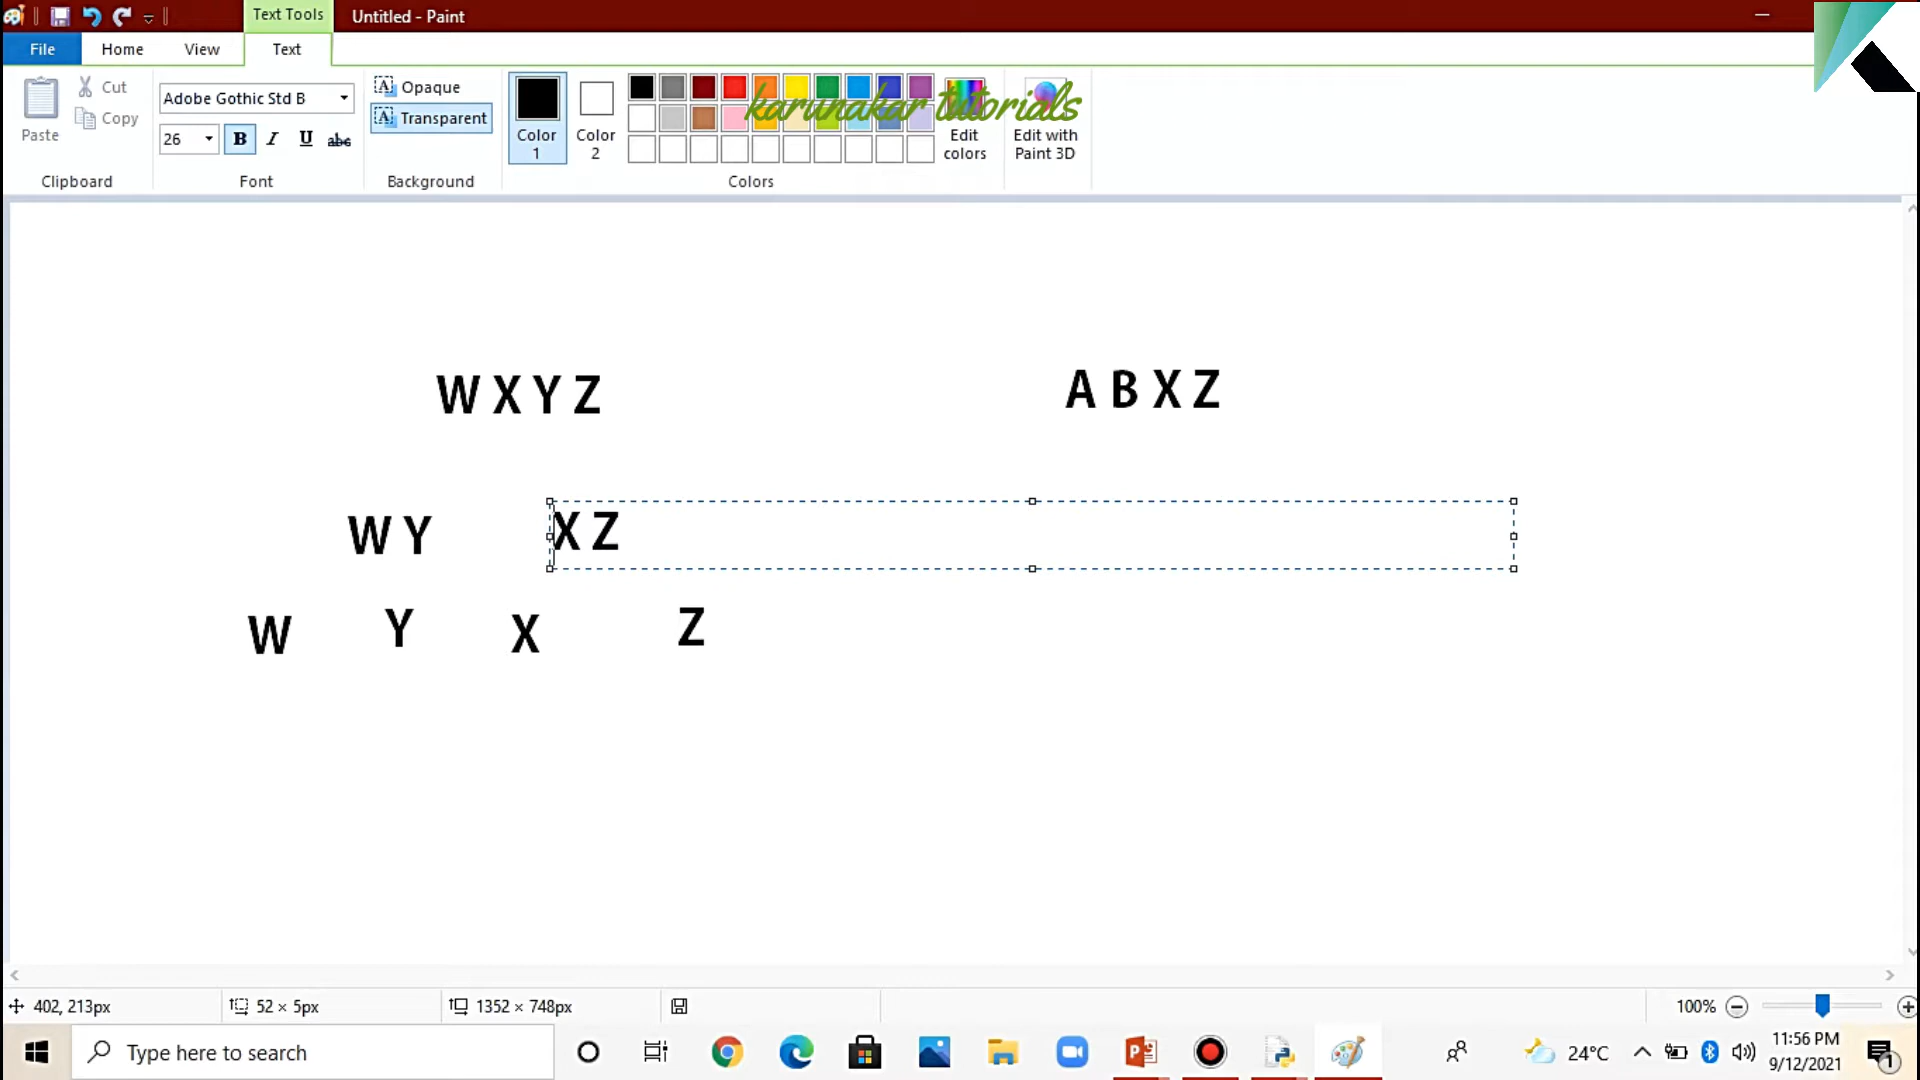 Text Tools
Untitled - Paint
File
Home
View
Text
Paste
Cut
Copy
Clipboard
Adobe Gothic Std B
26
B I U abc
Font
Opaque
Transparent
Background
Color 1
Color 2
Colors
Edit colors
Edit with Paint 3D
karunakar tutorials
W X Y Z
A B X Z
W Y
X Z
W
Y
X
Z
402, 213px
52 × 5px
1352 × 748px
100%
Type here to search
24°C
11:56 PM
9/12/2021
1